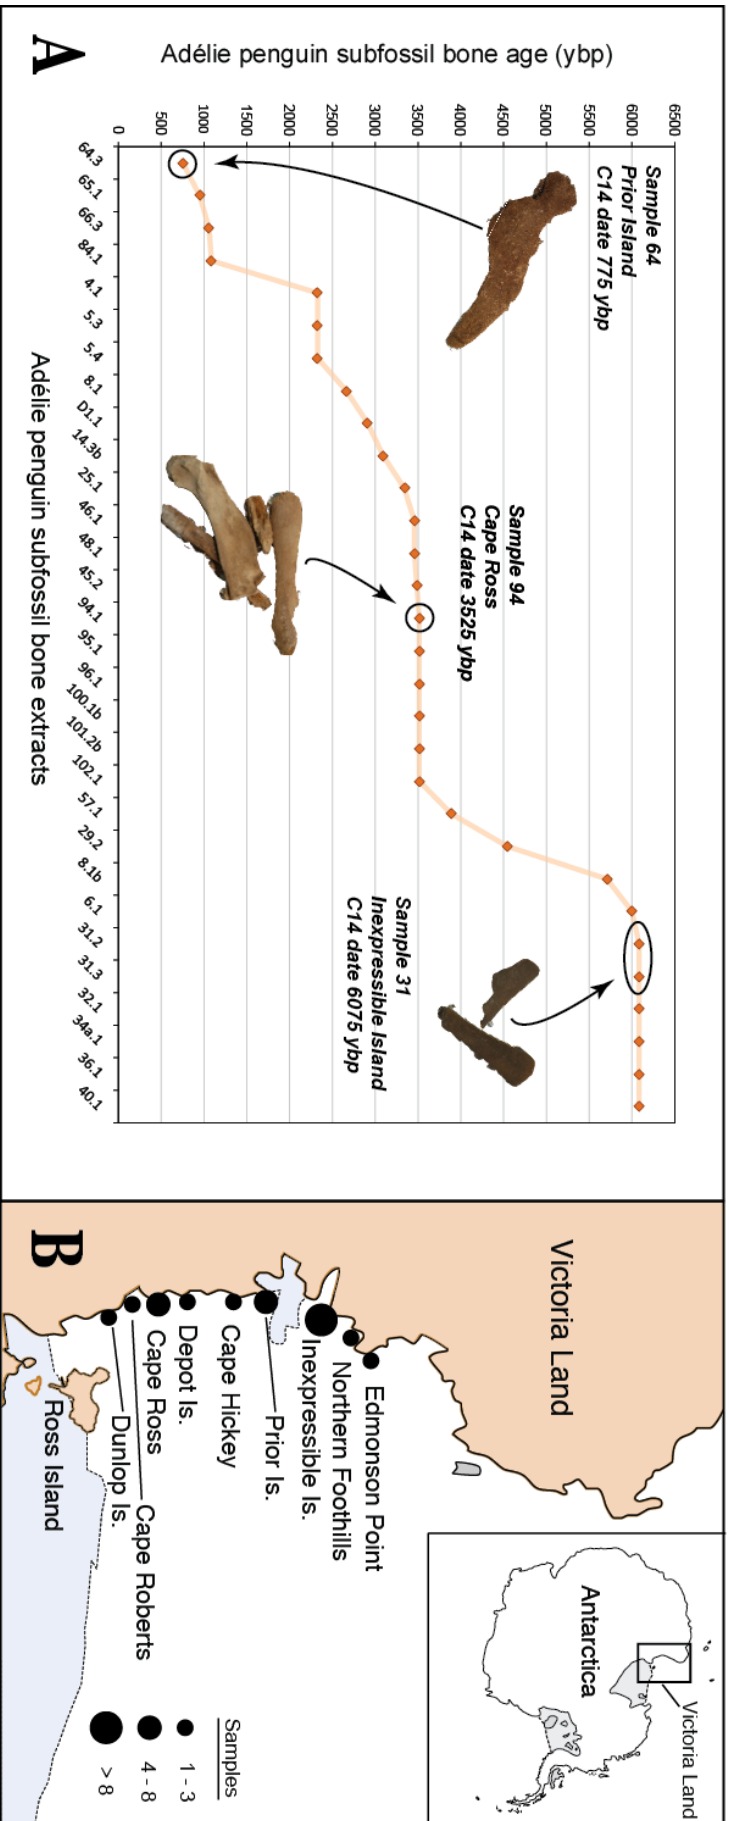 A
Adélie penguin subfossil bone age (ybp)
6500
6000
5500
5000
4500
4000
3500
3000
2500
2000
1500
1000
500
0
Sample 64
Prior Island
C14 date 775 ybp
Sample 94
Cape Ross
C14 date 3525 ybp
Sample 31
Inexpressible Island
C14 date 6075 ybp
64.3
65.1
66.3
84.1
4.1
5.3
5.4
8.1
D1.1
14.3b
25.1
46.1
48.1
45.2
94.1
95.1
96.1
100.1b
101.2b
102.1
57.1
29.2
8.1b
6.1
31.2
31.3
32.1
34a.1
36.1
40.1
Adélie penguin subfossil bone extracts
B
Victoria Land
Antarctica
Victoria Land
Edmonson Point
Northern Foothills
Inexpressible Is.
Prior Is.
Cape Hickey
Depot Is.
Cape Ross
Cape Roberts
Dunlop Is.
Ross Island
Samples
1 - 3
4 - 8
> 8